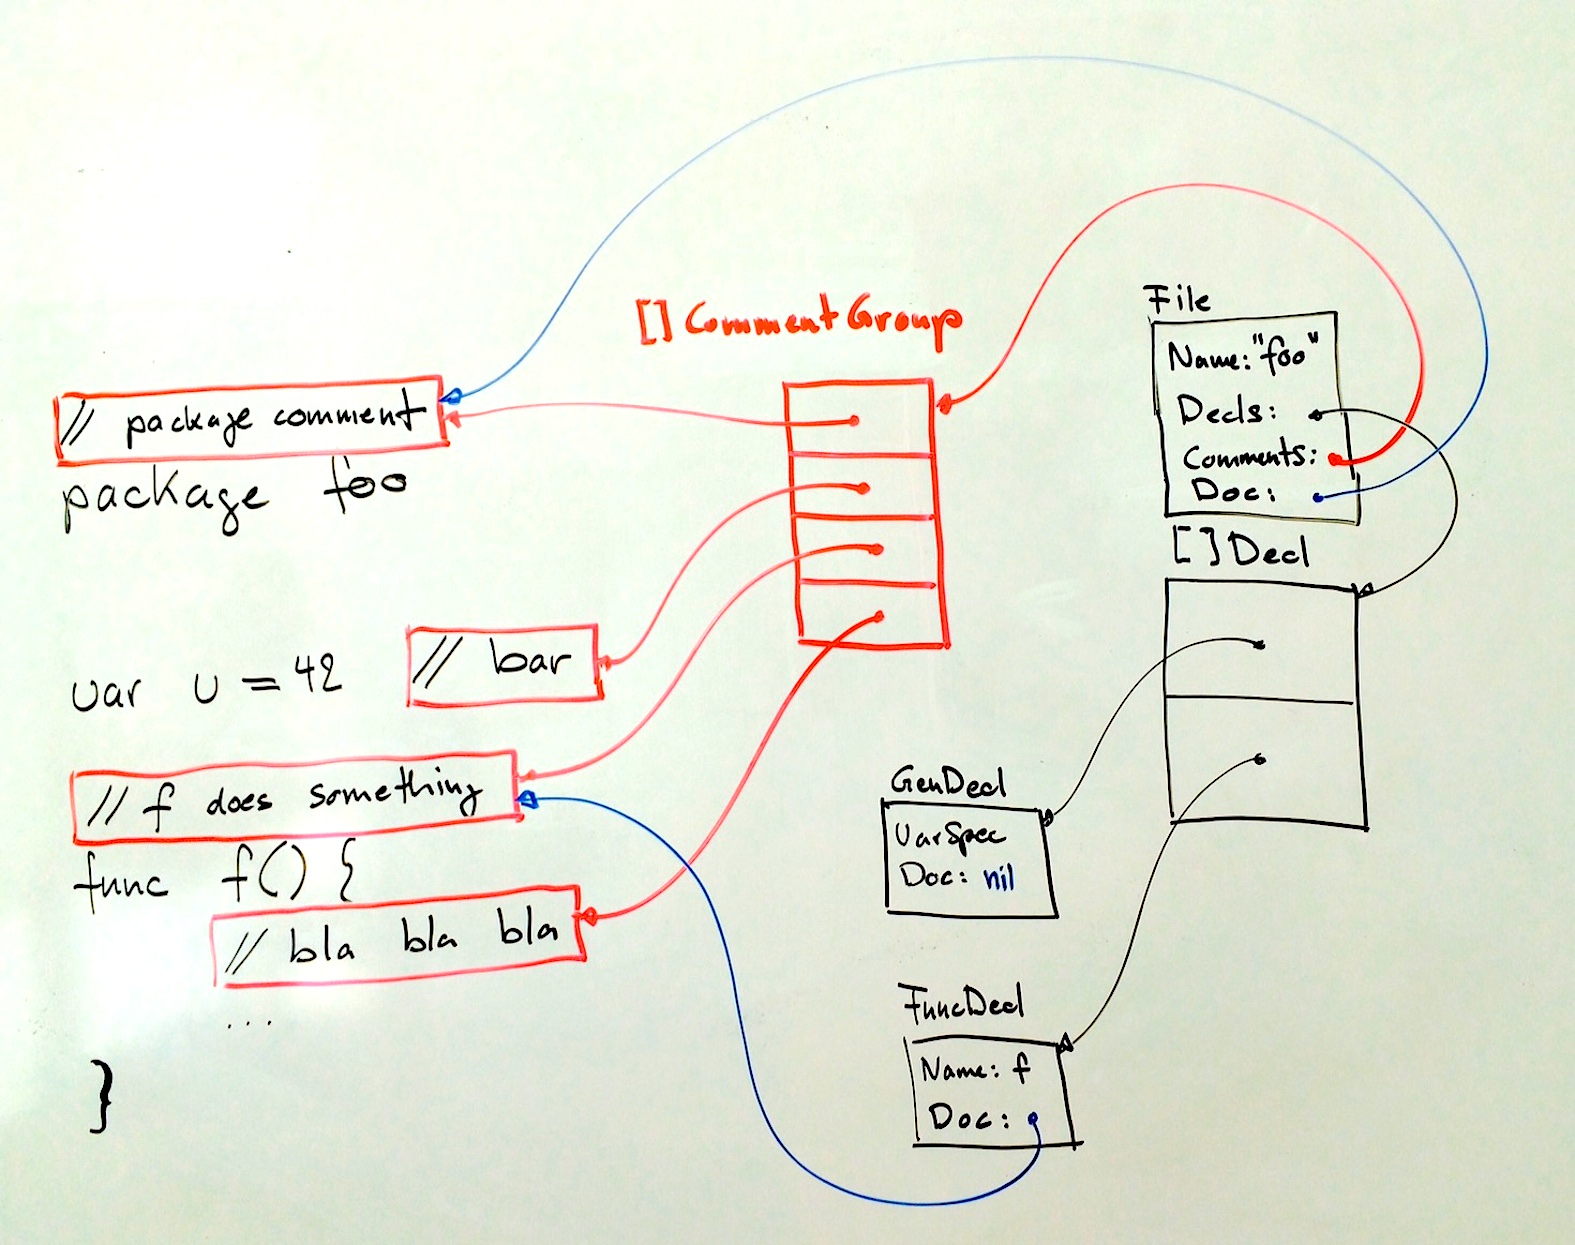 // package comment
package foo
var v = 42
// bar
// f does something
func f() {
// bla bla bla
...
}
[] CommentGroup
File
Name: "foo"
Decls:
Comments:
Doc:
[] Decl
GenDecl
VarSpec
Doc: nil
FuncDecl
Name: f
Doc: